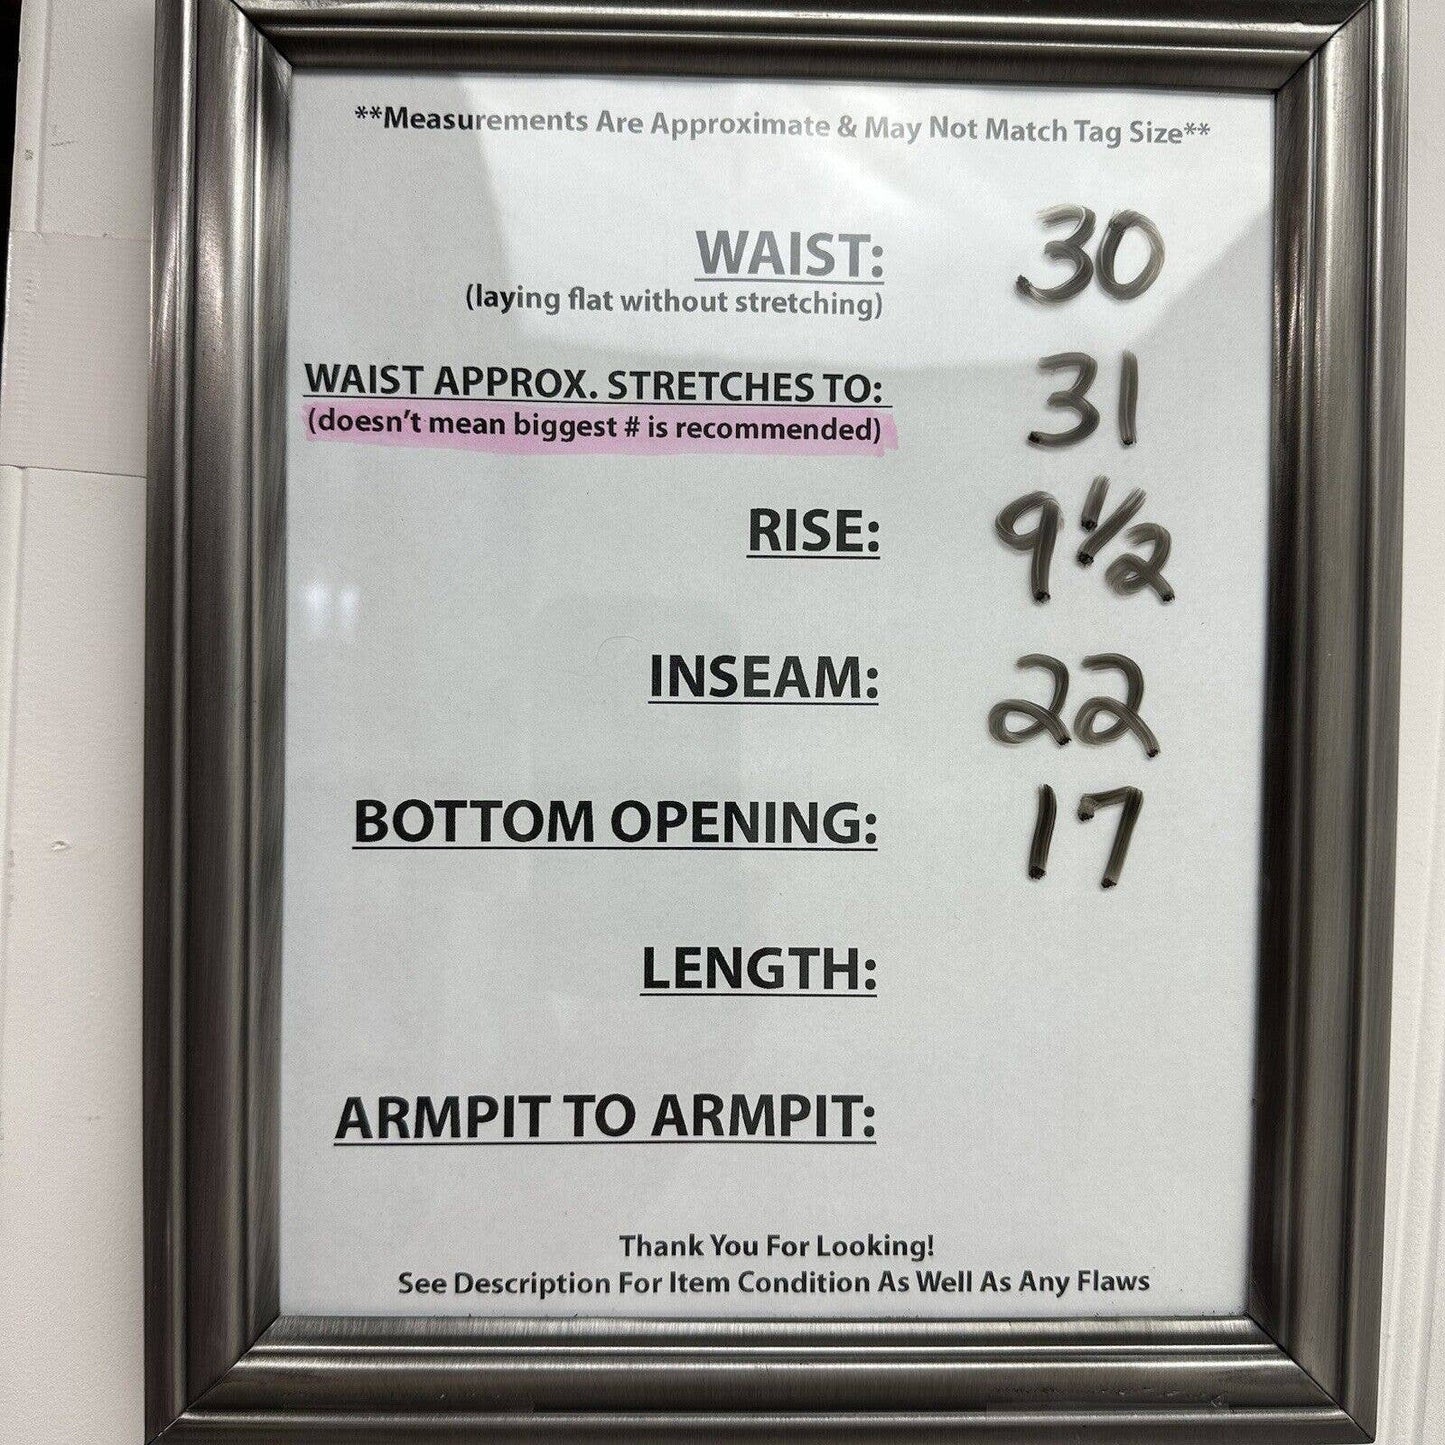 **Measurements Are Approximate & May Not Match Tag Size**
WAIST: 30
(laying flat without stretching)
WAIST APPROX. STRETCHES TO: 31
(doesn't mean biggest # is recommended)
RISE: 9 1/2
INSEAM: 22
BOTTOM OPENING: 17
LENGTH:
ARMPIT TO ARMPIT:
Thank You For Looking!
See Description For Item Condition As Well As Any Flaws